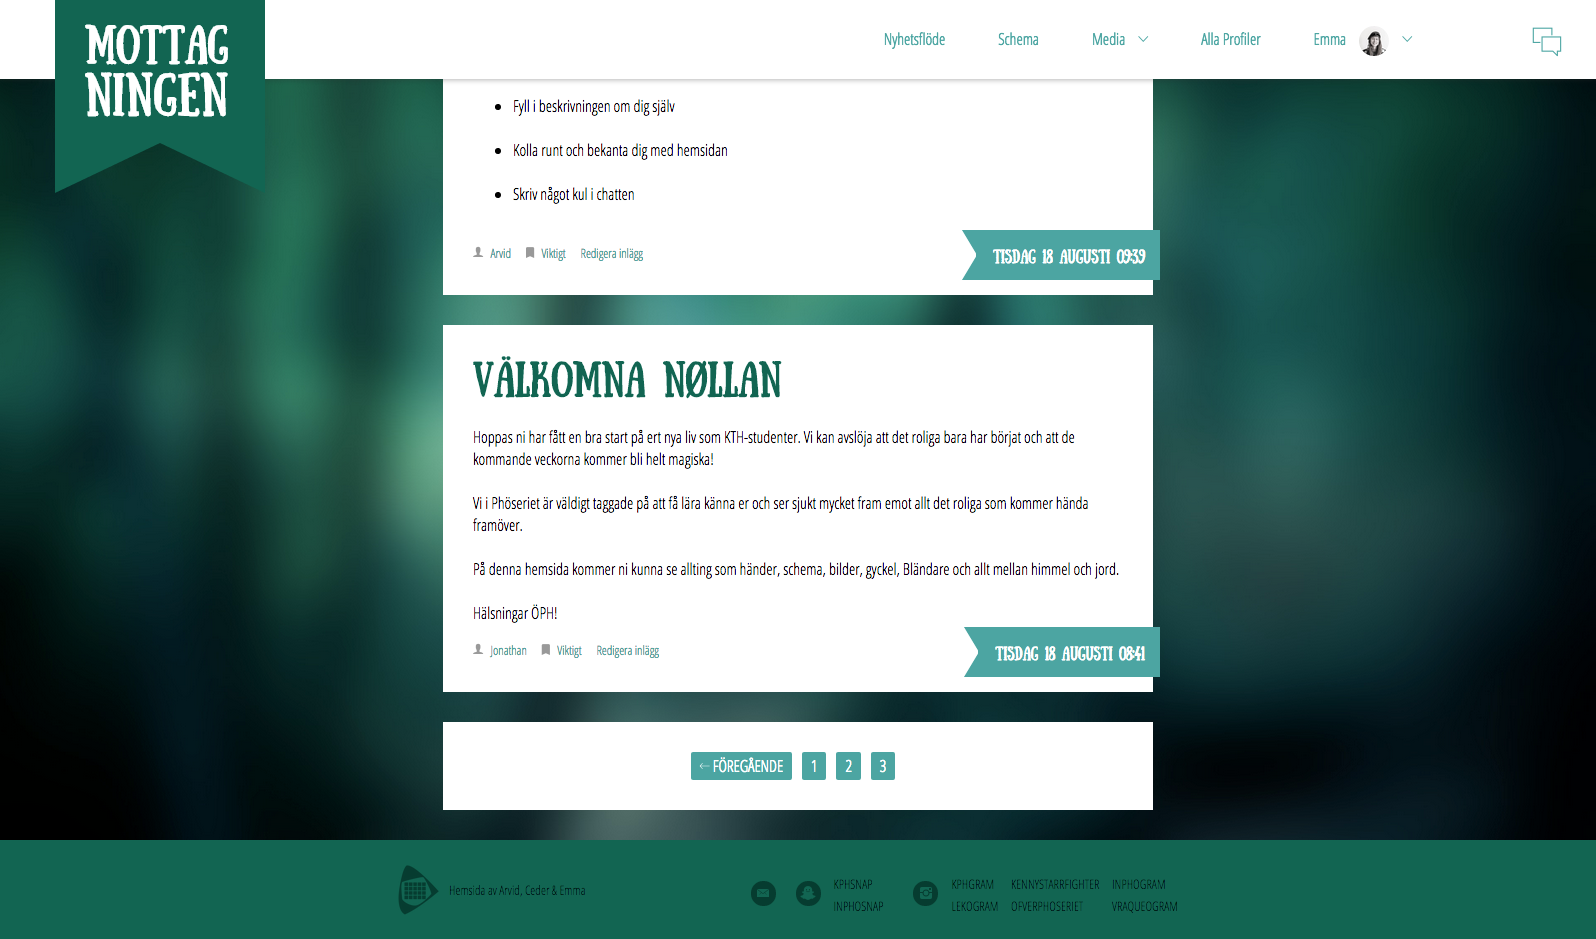 MOTTAG
NINGEN
Nyhetsflöde Schema Media Alla Profiler Emma
Fyll i beskrivningen om dig själv
Kolla runt och bekanta dig med hemsidan
Skriv något kul i chatten
Arvid Viktigt Redigera inlägg
TISDAG 18 AUGUSTI 09:39
VÄLKOMNA NØLLAN
Hoppas ni har fått en bra start på ert nya liv som KTH-studenter. Vi kan avslöja att det roliga bara har börjat och att de
kommande veckorna kommer bli helt magiska!
Vi i Phöseriet är väldigt taggade på att få lära känna er och ser sjukt mycket fram emot allt det roliga som kommer hända
framöver.
På denna hemsida kommer ni kunna se allting som händer, schema, bilder, gyckel, Bländare och allt mellan himmel och jord.
Hälsningar ÖPH!
Jonathan Viktigt Redigera inlägg
TISDAG 18 AUGUSTI 08:41
← FÖREGÅENDE 1 2 3
Hemsida av Arvid, Ceder & Emma
KPHSNAP
INPHOSNAP
KPHGRAM KENNYSTARRFIGHTER INPHOGRAM
LEKOGRAM OFVERPHOSERIET VRAQUEOGRAM